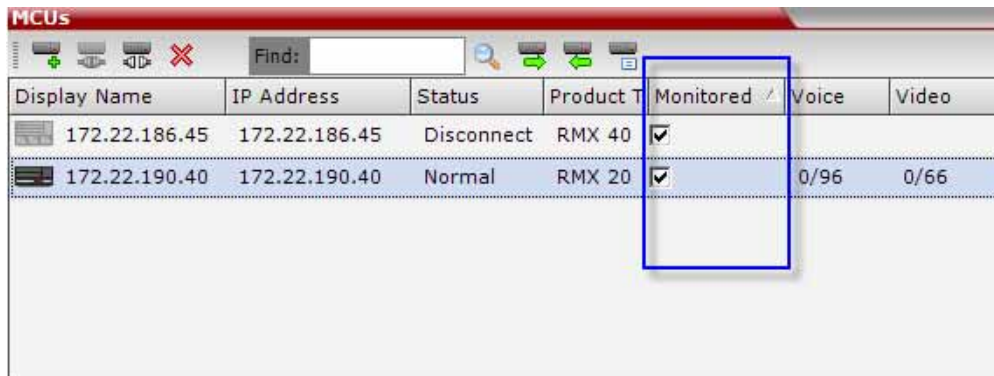 MCUs
Find:
Display Name IP Address Status Product T Monitored Voice Video
172.22.186.45 172.22.186.45 Disconnect RMX 40
172.22.190.40 172.22.190.40 Normal RMX 20 0/96 0/66